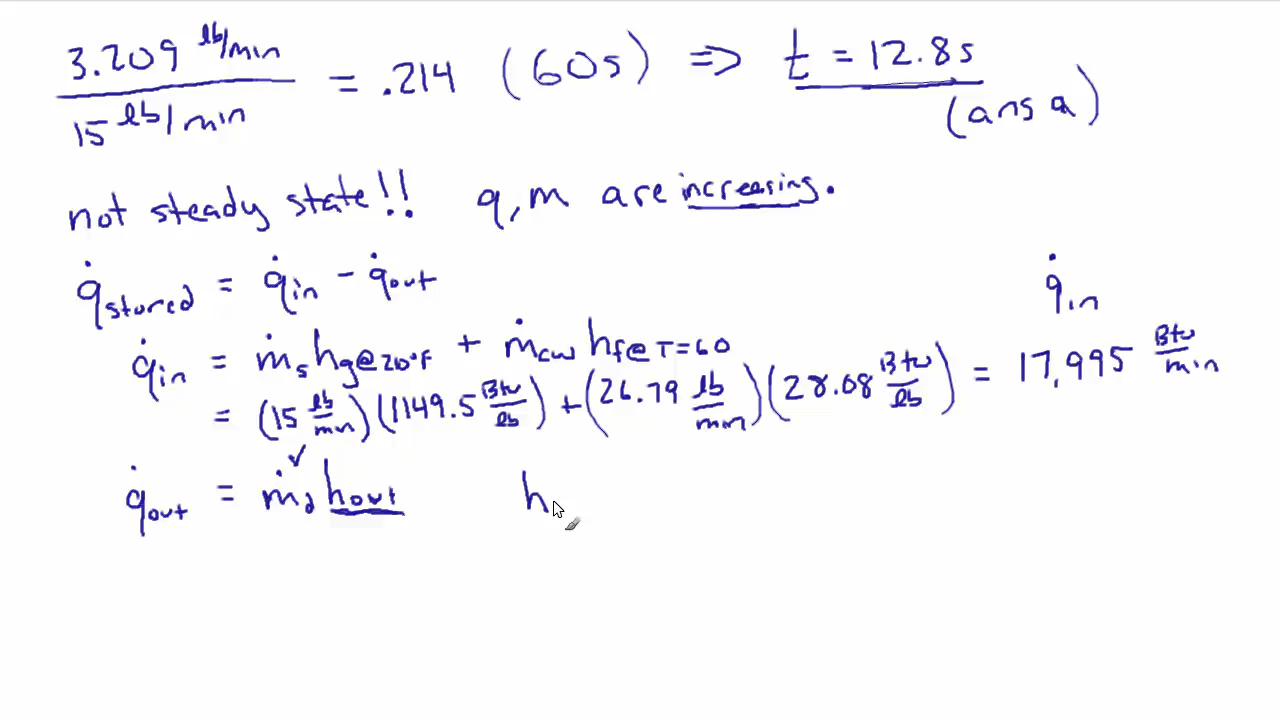 3.209 lb/min
15 lb/min
= .214 (60s) => t = 12.8s
(ans a)
not steady state!! q, m are increasing.
q̇stored = q̇in - q̇out
q̇in
q̇in = ṁs hg@20°F + ṁcw hf@T=60
= (15 lb/min)(1149.5 Btu/lb) + (26.79 lb/min)(28.08 Btu/lb) = 17,995 Btu/min
q̇out = ṁd hout h